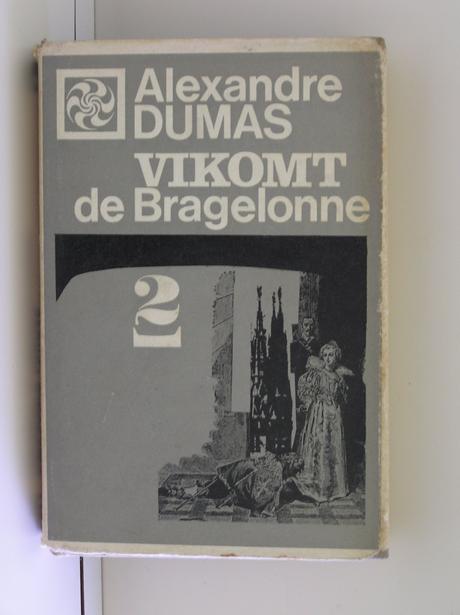 Alexandre
DUMAS
VIKOMT
de Bragelonne
2